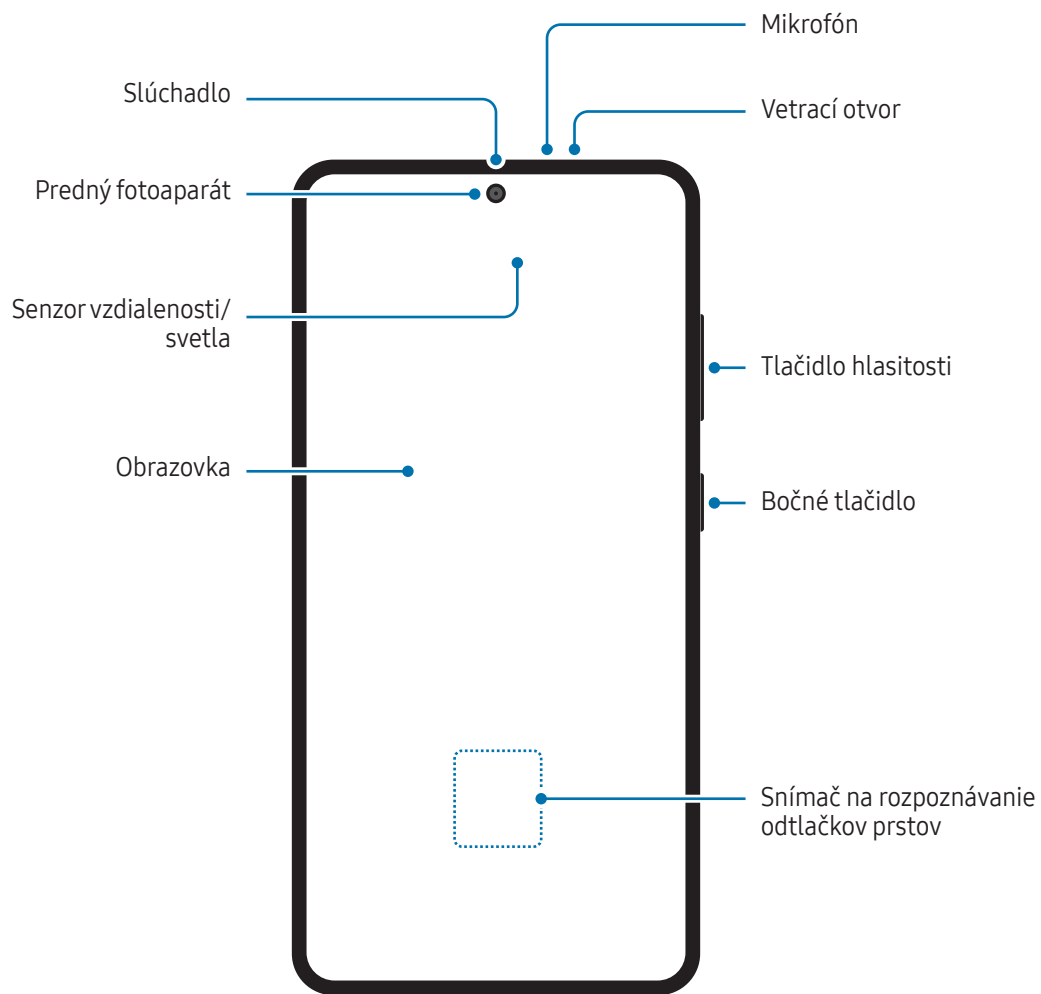 Mikrofón
Slúchadlo
Vetrací otvor
Predný fotoaparát
Senzor vzdialenosti/
svetla
Tlačidlo hlasitosti
Obrazovka
Bočné tlačidlo
Snímač na rozpoznávanie
odtlačkov prstov